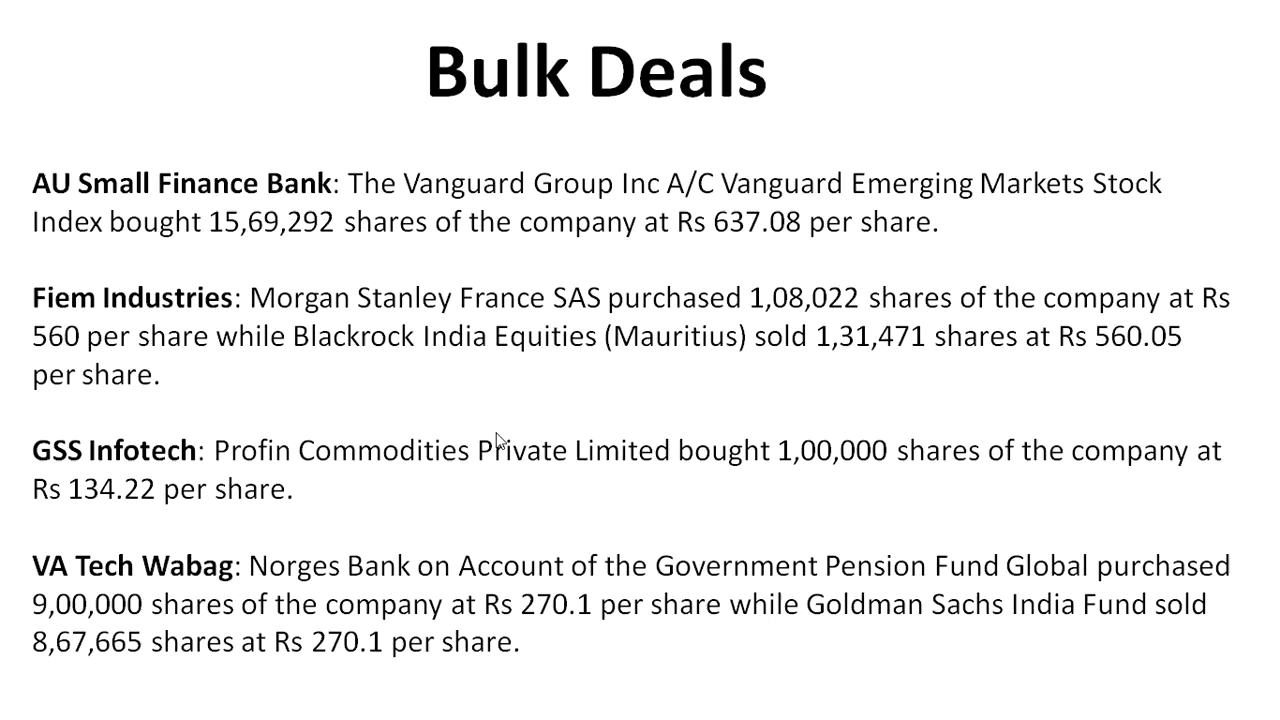 Bulk Deals
AU Small Finance Bank: The Vanguard Group Inc A/C Vanguard Emerging Markets Stock
Index bought 15,69,292 shares of the company at Rs 637.08 per share.
Fiem Industries: Morgan Stanley France SAS purchased 1,08,022 shares of the company at Rs
560 per share while Blackrock India Equities (Mauritius) sold 1,31,471 shares at Rs 560.05
per share.
GSS Infotech: Profin Commodities Private Limited bought 1,00,000 shares of the company at
Rs 134.22 per share.
VA Tech Wabag: Norges Bank on Account of the Government Pension Fund Global purchased
9,00,000 shares of the company at Rs 270.1 per share while Goldman Sachs India Fund sold
8,67,665 shares at Rs 270.1 per share.